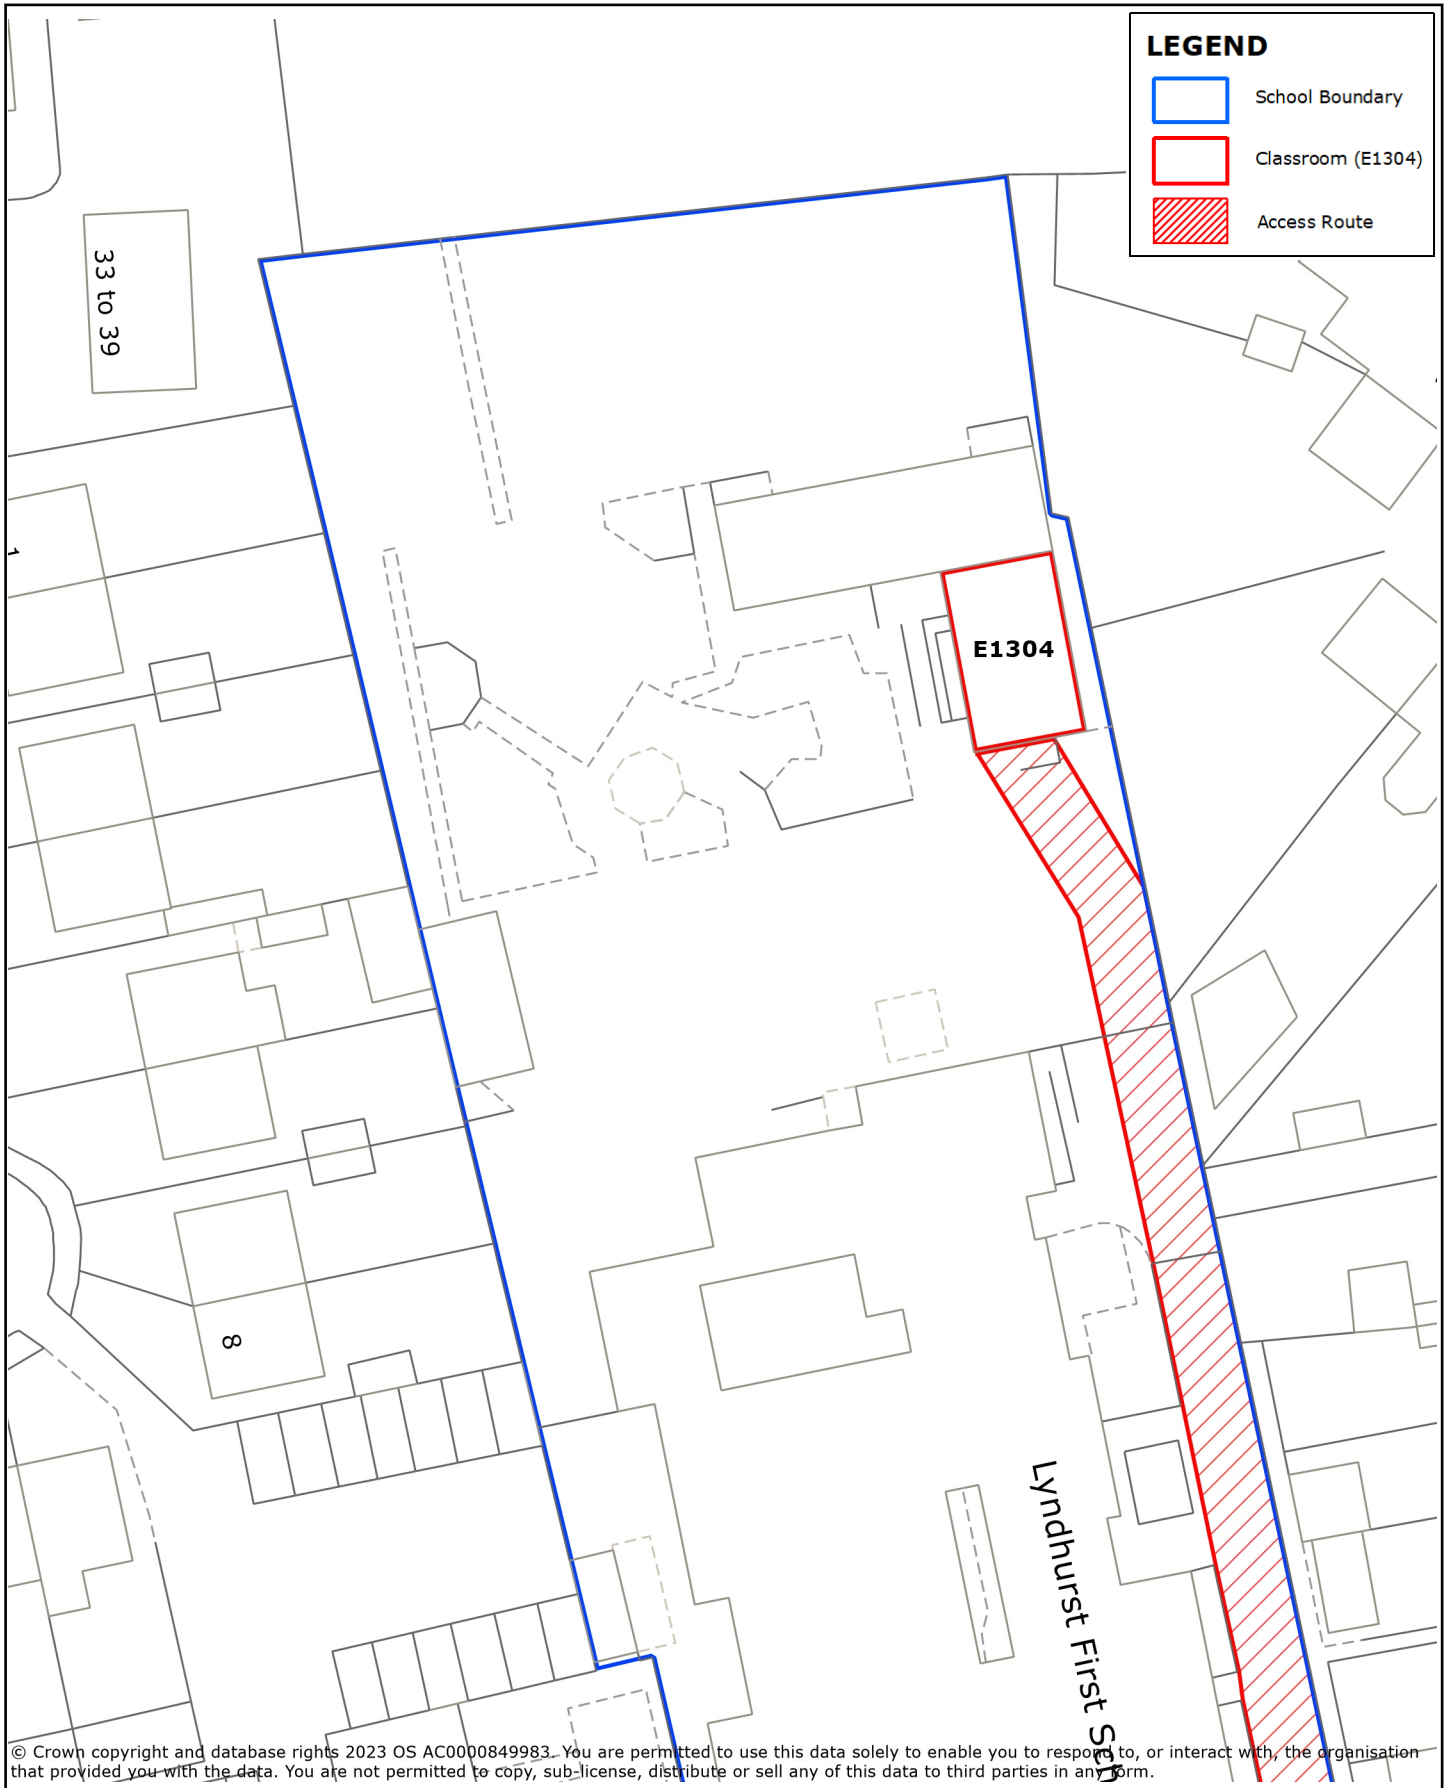 LEGEND
School Boundary
Classroom (E1304)
Access Route
33 to 39
1
E1304
8
Lyndhurst First Sch
© Crown copyright and database rights 2023 OS AC0000849983. You are permitted to use this data solely to enable you to respond to, or interact with, the organisation
that provided you with the data. You are not permitted to copy, sub-license, distribute or sell any of this data to third parties in any form.